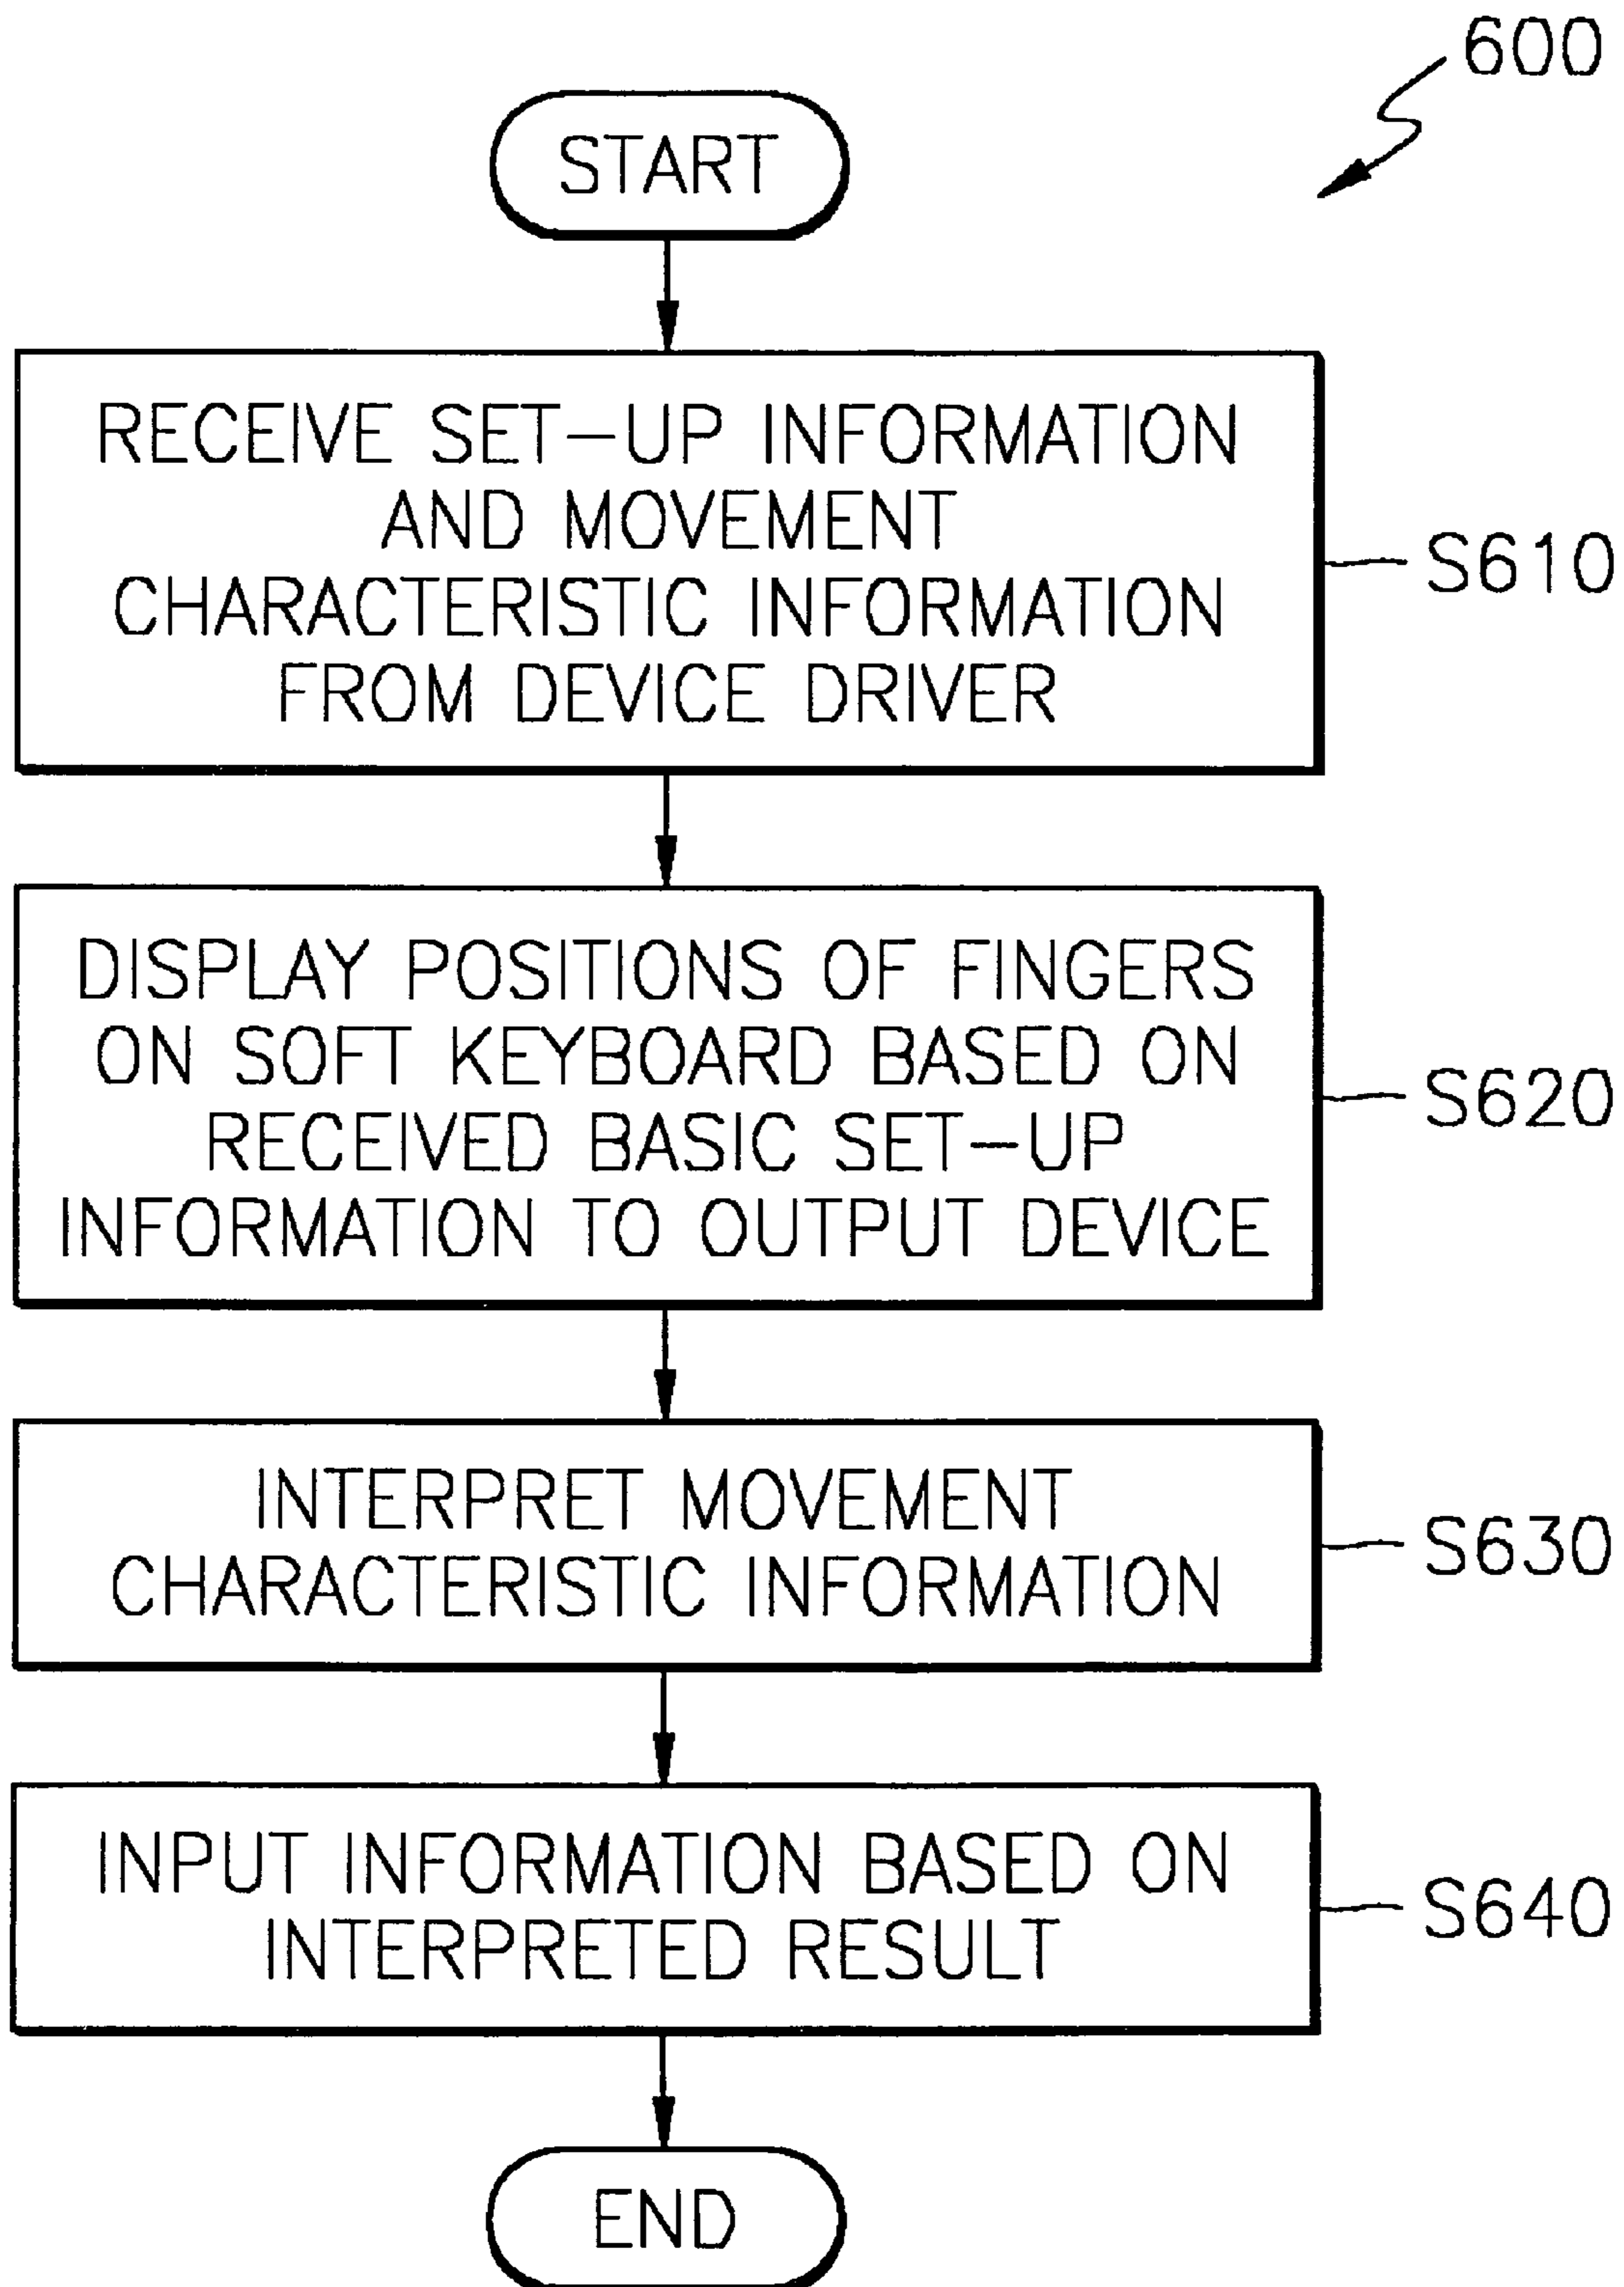 600
START
RECEIVE SET-UP INFORMATION
AND MOVEMENT
CHARACTERISTIC INFORMATION
FROM DEVICE DRIVER
S610
DISPLAY POSITIONS OF FINGERS
ON SOFT KEYBOARD BASED ON
RECEIVED BASIC SET-UP
INFORMATION TO OUTPUT DEVICE
S620
INTERPRET MOVEMENT
CHARACTERISTIC INFORMATION
S630
INPUT INFORMATION BASED ON
INTERPRETED RESULT
S640
END